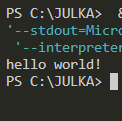 PS C:\JULKA> &
'--stdout=Micro
'--interpreter
hello world!
PS C:\JULKA>